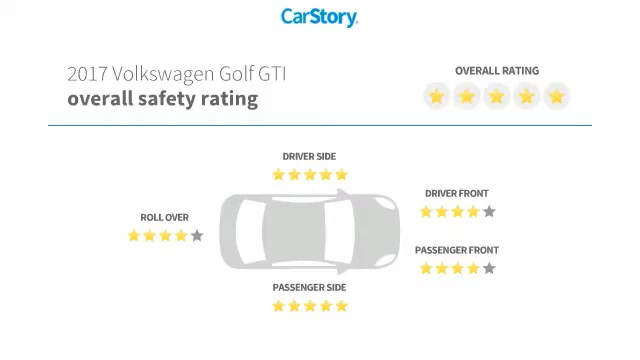 CarStory
2017 Volkswagen Golf GTI
overall safety rating
OVERALL RATING
DRIVER SIDE
DRIVER FRONT
ROLL OVER
PASSENGER FRONT
PASSENGER SIDE